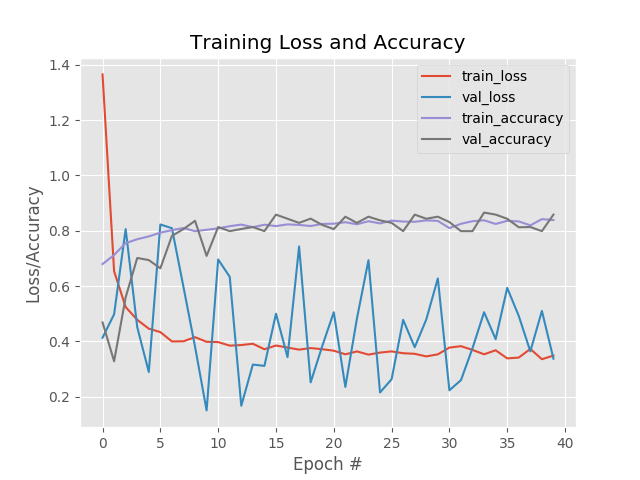 Training Loss and Accuracy
1.4
1.2
1.0
0.8
0.6
0.4
0.2
Loss/Accuracy
train_loss
val_loss
train_accuracy
val_accuracy
0 5 10 15 20 25 30 35 40
Epoch #